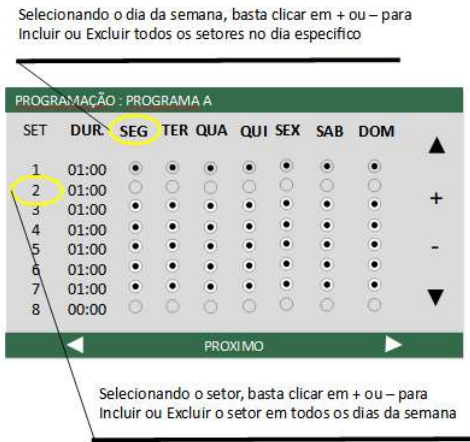 Selecionando o dia da semana, basta clicar em + ou – para
Incluir ou Excluir todos os setores no dia especifico
PROGRAMAÇÃO : PROGRAMA A
SET DUR. SEG TER QUA QUI SEX SAB DOM
1 01:00
2 01:00
+
3 01:00
4 01:00
5 01:00
-
6 01:00
7 01:00
8 00:00
PROXIMO
Selecionando o setor, basta clicar em + ou – para
Incluir ou Excluir o setor em todos os dias da semana